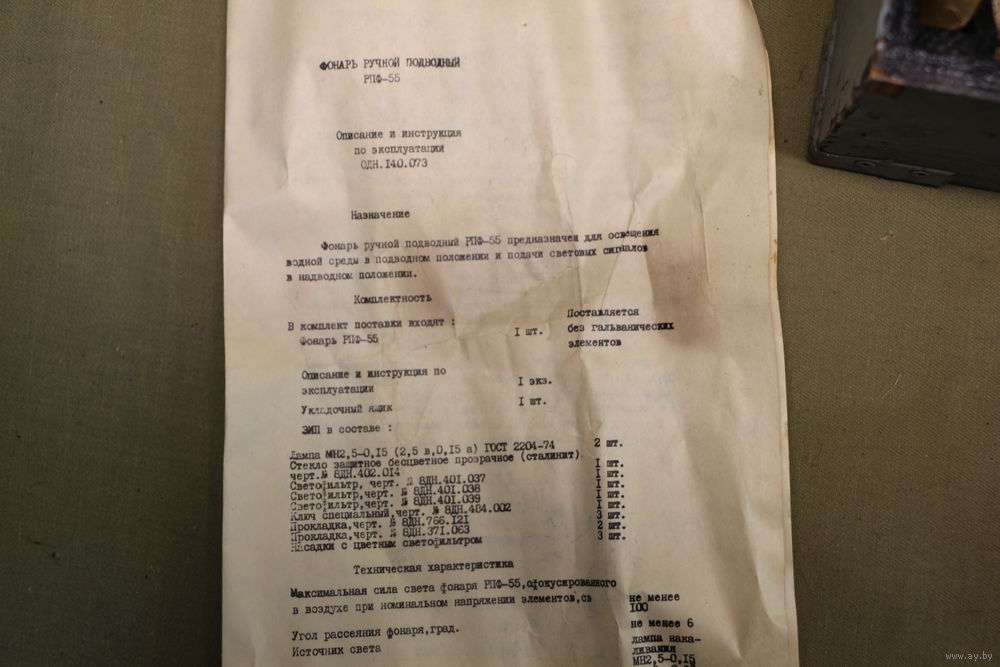 ФОНАРЬ РУЧНОЙ ПОДВОДНЫЙ
РПФ-55
Описание и инструкция
по эксплуатации
ОДН.140.073
Назначение
Фонарь ручной подводный РПФ-55 предназначен для освещения
водной среды в подводном положении и подачи световых сигналов
в надводном положении.
Комплектность
В комплект поставки входят :
Фонарь РПФ-55 I шт. Поставляется
без гальванических
элементов
Описание и инструкция по
эксплуатации I экз.
Укладочный ящик I шт.
ЗИП в составе :
Лампа МН2,5-0,15 (2,5 в,0,15 а) ГОСТ 2204-74 2 шт.
Стекло защитное бесцветное прозрачное (сталинит).
черт.№ 8ДН.402.014 I шт.
Светофильтр, черт. № 8ДН.401.037 I шт.
Светофильтр,черт. № 8ДН.401.038 I шт.
Светофильтр,черт. № 8ДН.401.039 I шт.
Ключ специальный,черт. № 8ДН.484.002 I шт.
Прокладка,черт. № 8ДН.766.121 3 шт.
Прокладка,черт. № 8ДН.371.063 2 шт.
Насадки с цветным светофильтром 3 шт.
Техническая характеристика
Максимальная сила света фонаря РПФ-55,сфокусированного
в воздухе при номинальном напряжении элементов,св не менее
100
Угол рассеяния фонаря,град. не менее 6
Источник света лампа нака-
ливания
МН2,5-0,15
www.ay.by